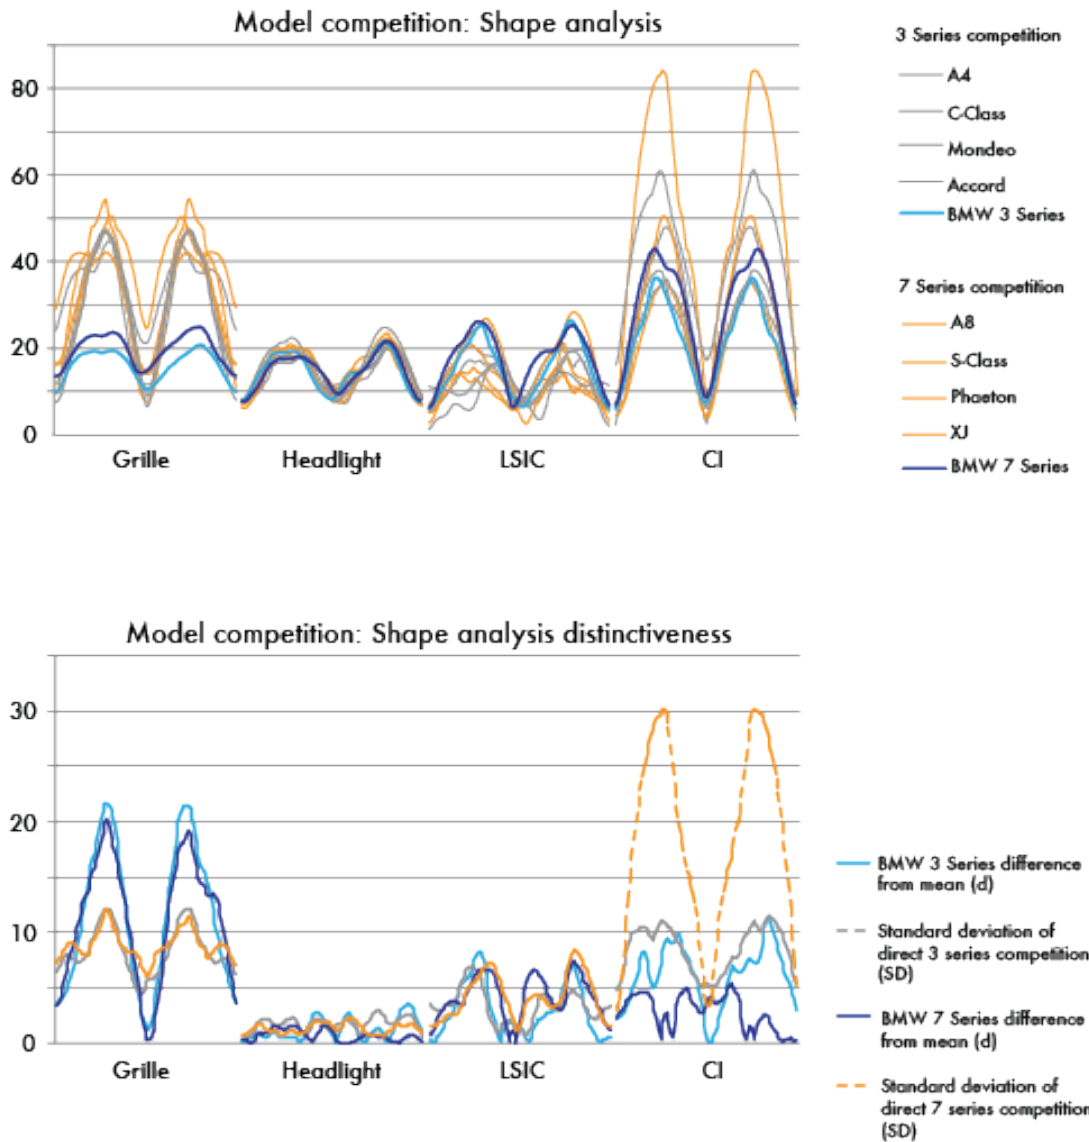 Model competition: Shape analysis
80
60
40
20
0
Grille
Headlight
LSIC
CI
3 Series competition
A4
C-Class
Mondeo
Accord
BMW 3 Series
7 Series competition
A8
S-Class
Phaeton
XJ
BMW 7 Series
Model competition: Shape analysis distinctiveness
30
20
10
0
Grille
Headlight
LSIC
CI
BMW 3 Series difference
from mean (d)
Standard deviation of
direct 3 series competition
(SD)
BMW 7 Series difference
from mean (d)
Standard deviation of
direct 7 series competition
(SD)